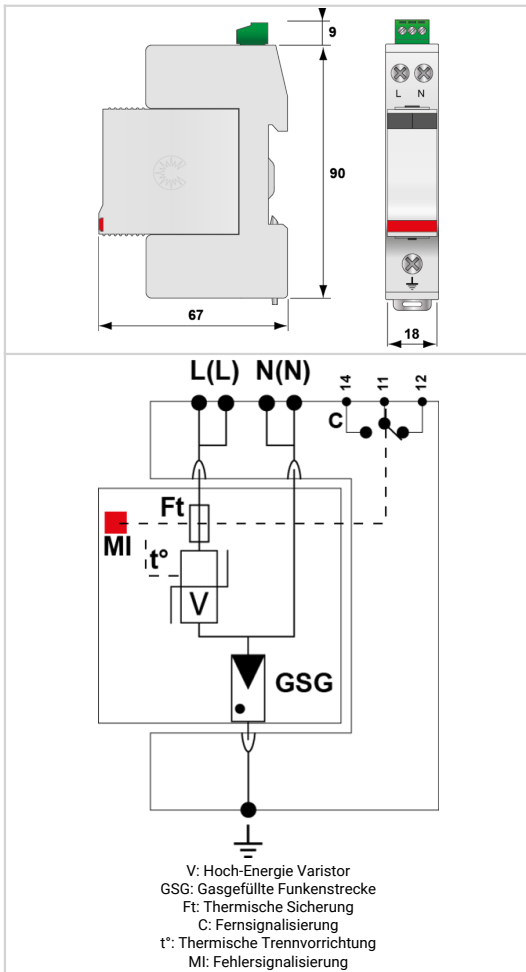 9
L N
90
67
18
L(L) N(N)
14 11 12
C
Ft
MI
t°
V
GSG
V: Hoch-Energie Varistor
GSG: Gasgefüllte Funkenstrecke
Ft: Thermische Sicherung
C: Fernsignalisierung
t°: Thermische Trennvorrichtung
MI: Fehlersignalisierung